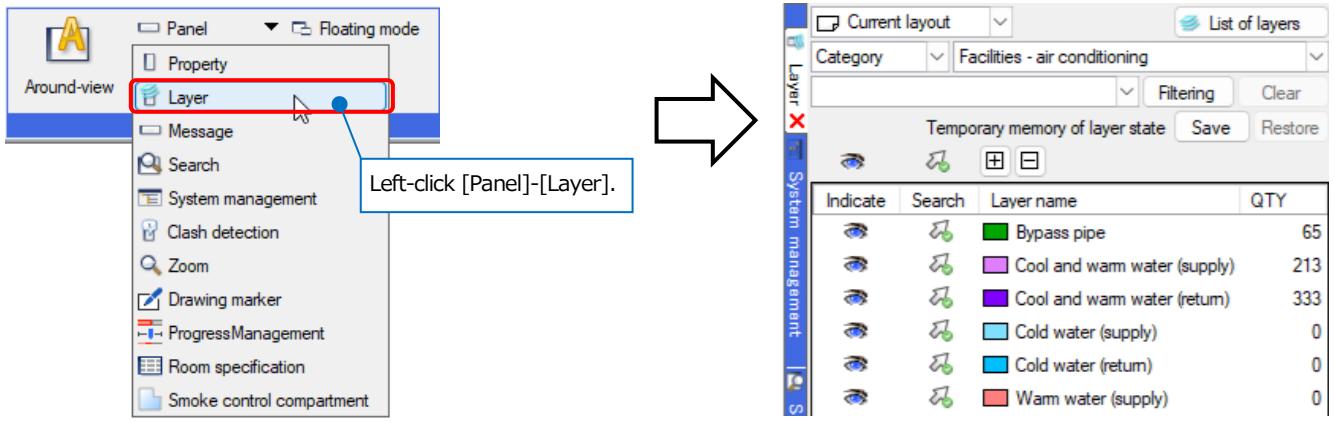 Panel
Floating mode
Around-view
Property
Layer
Message
Search
System management
Clash detection
Zoom
Drawing marker
ProgressManagement
Room specification
Smoke control compartment
Left-click [Panel]-[Layer].
Layer
System management
S
Current layout
List of layers
Category Facilities - air conditioning
Filtering Clear
Temporary memory of layer state Save Restore
Indicate Search Layer name QTY
Bypass pipe 65
Cool and warm water (supply) 213
Cool and warm water (return) 333
Cold water (supply) 0
Cold water (return) 0
Warm water (supply) 0